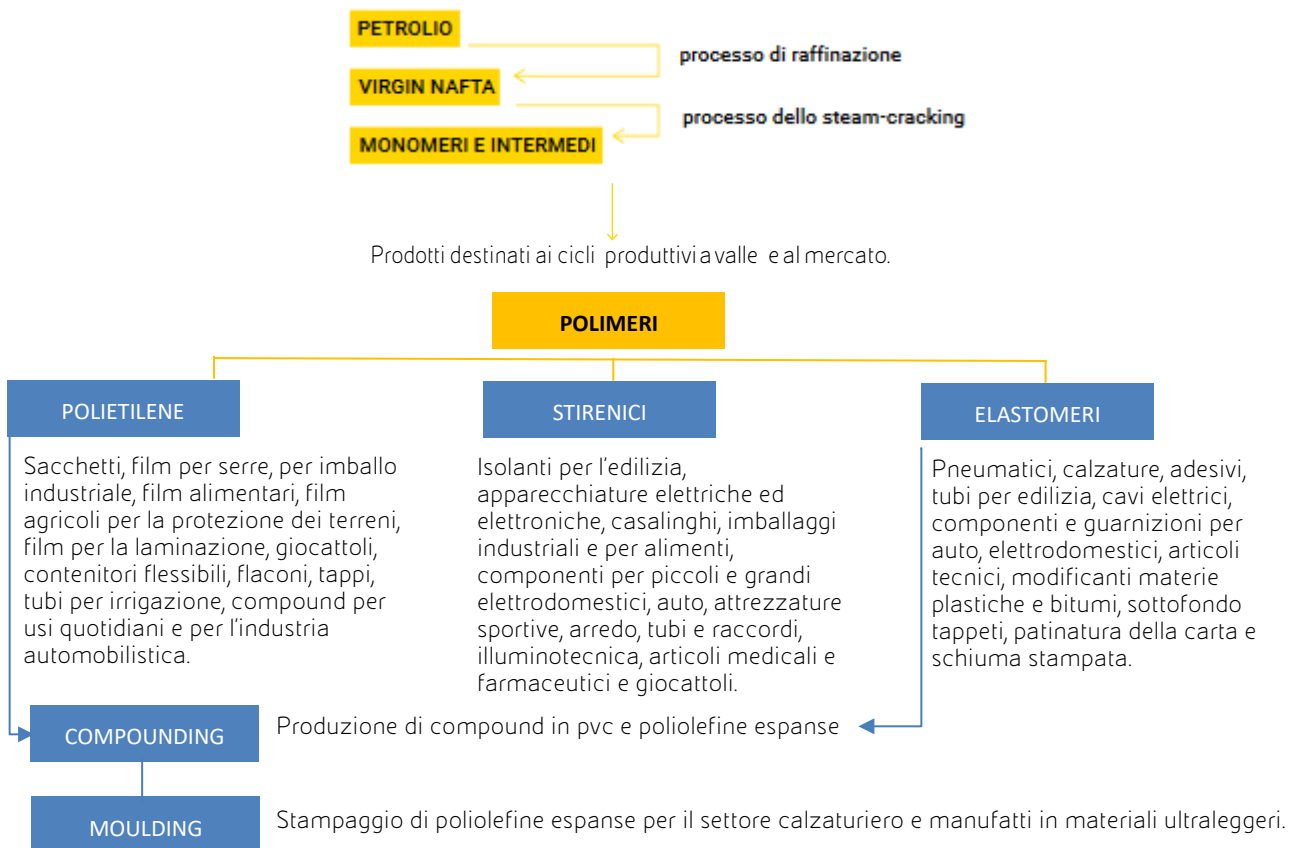 PETROLIO
processo di raffinazione
VIRGIN NAFTA
processo dello steam-cracking
MONOMERI E INTERMEDI
Prodotti destinati ai cicli produttivi a valle e al mercato.
POLIMERI
POLIETILENE
Sacchetti, film per serre, per imballo
industriale, film alimentari, film
agricoli per la protezione dei terreni,
film per la laminazione, giocattoli,
contenitori flessibili, flaconi, tappi,
tubi per irrigazione, compound per
usi quotidiani e per l'industria
automobilistica.
STIRENICI
Isolanti per l'edilizia,
apparecchiature elettriche ed
elettroniche, casalinghi, imballaggi
industriali e per alimenti,
componenti per piccoli e grandi
elettrodomestici, auto, attrezzature
sportive, arredo, tubi e raccordi,
illuminotecnica, articoli medicali e
farmaceutici e giocattoli.
ELASTOMERI
Pneumatici, calzature, adesivi,
tubi per edilizia, cavi elettrici,
componenti e guarnizioni per
auto, elettrodomestici, articoli
tecnici, modificanti materie
plastiche e bitumi, sottofondo
tappeti, patinatura della carta e
schiuma stampata.
COMPOUNDING
Produzione di compound in pvc e poliolefine espanse
MOULDING
Stampaggio di poliolefine espanse per il settore calzaturiero e manufatti in materiali ultraleggeri.